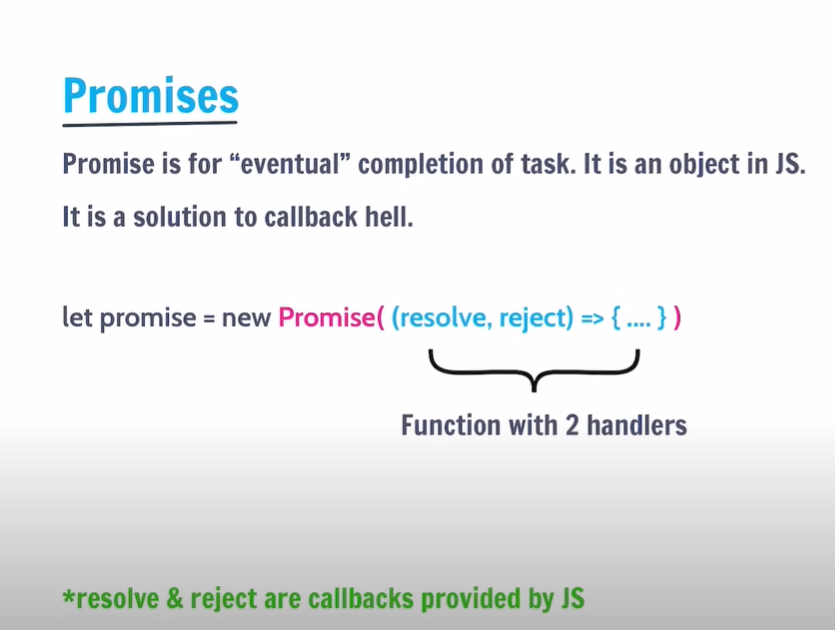 Promises
Promise is for “eventual” completion of task. It is an object in JS.
It is a solution to callback hell.
let promise = new Promise( (resolve, reject) => { .... } )
Function with 2 handlers
*resolve & reject are callbacks provided by JS